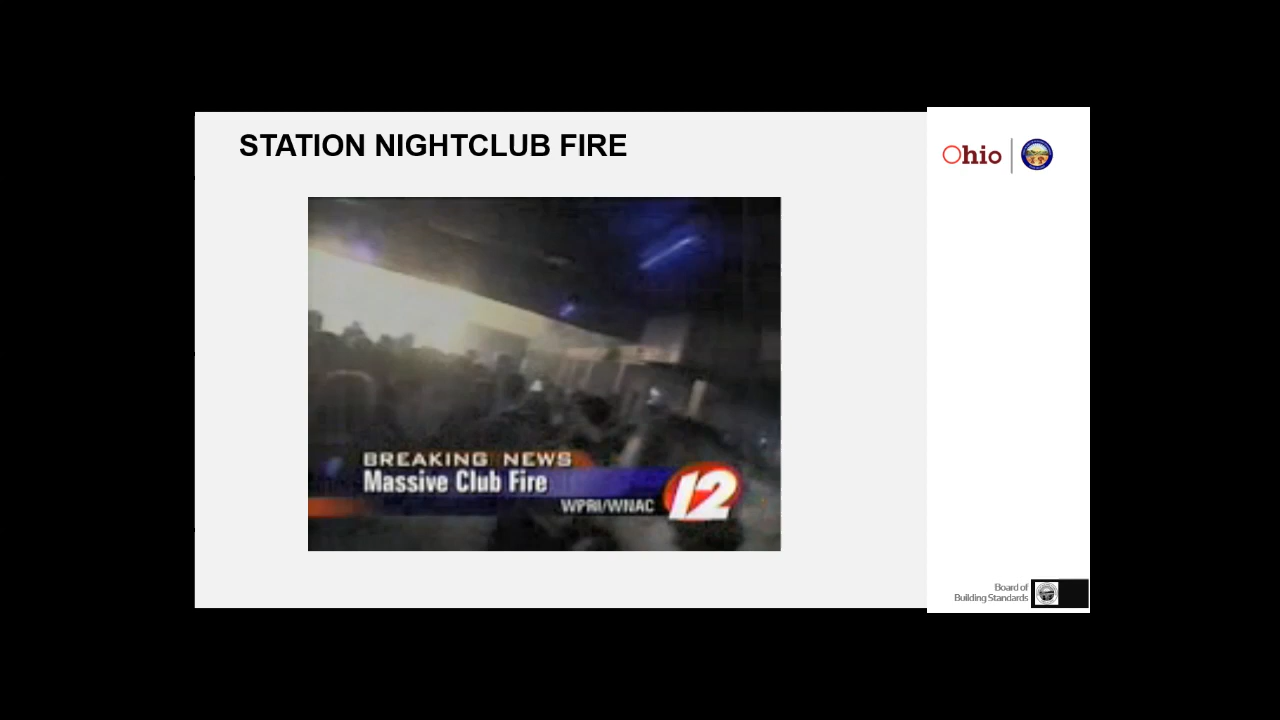 STATION NIGHTCLUB FIRE
Ohio
BREAKING NEWS
Massive Club Fire
WPRI/WNAC
12
Board of
Building Standards